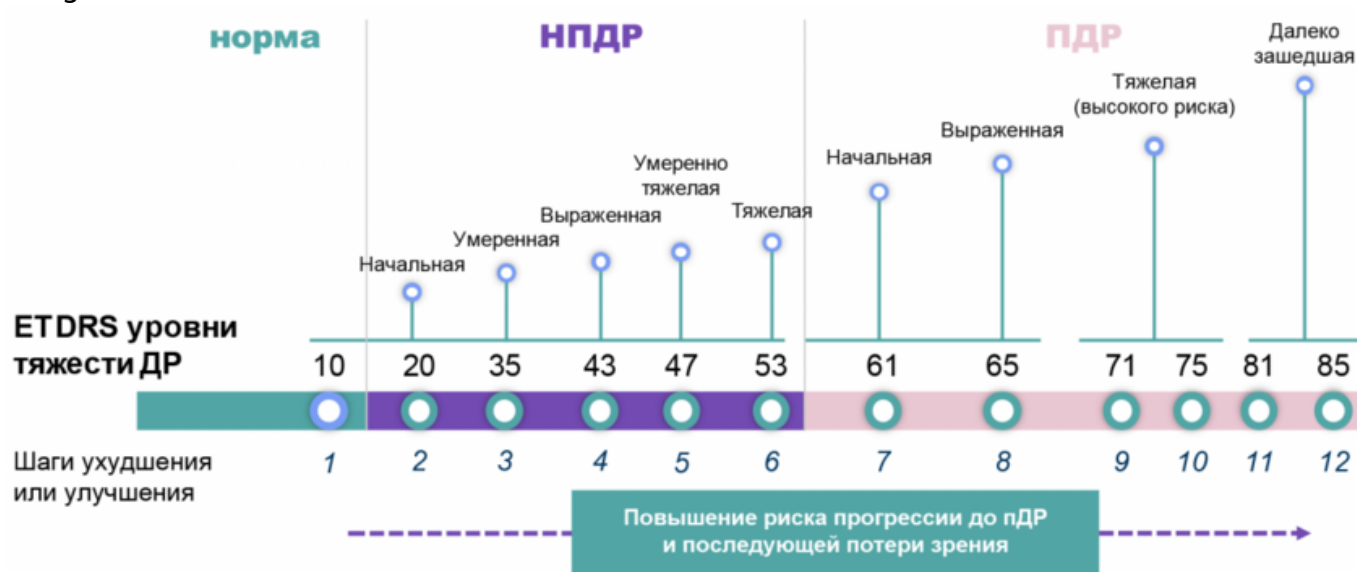 норма
НПДР
ПДР
Далеко
зашедшая
Тяжелая
(высокого риска)
Выраженная
Начальная
Умеренно
тяжелая
Тяжелая
Выраженная
Умеренная
Начальная
ETDRS уровни
тяжести ДР
10 20 35 43 47 53 61 65 71 75 81 85
Шаги ухудшения
или улучшения
1 2 3 4 5 6 7 8 9 10 11 12
Повышение риска прогрессии до пДР
и последующей потери зрения